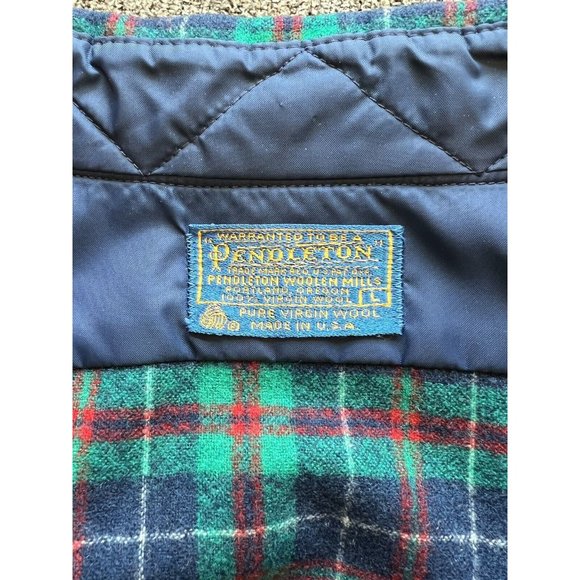 "WARRANTED TO BE A
PENDLETON"
TRADE MARK REG. U.S. PAT. OFF.
PENDLETON WOOLEN MILLS
PORTLAND, OREGON
100% VIRGIN WOOL L
PURE VIRGIN WOOL
MADE IN U.S.A.